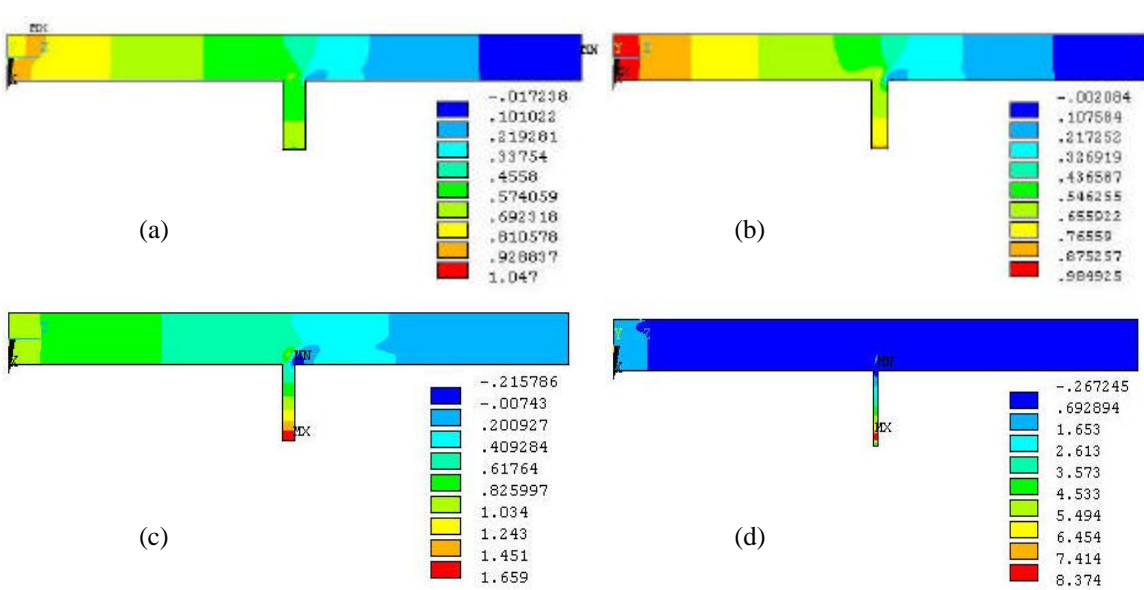 MX
Z
MN
-.017238
.101022
.219281
.33754
.4558
.574059
.692318
.810578
.928837
1.047
(a)
Y Z
-.002084
.107584
.217252
.326919
.436587
.546255
.655922
.76559
.875257
.984925
(b)
X
MN
MX
-.215786
-.00743
.200927
.409284
.61764
.825997
1.034
1.243
1.451
1.659
(c)
Y Z
X
MN
MX
-.267245
.692894
1.653
2.613
3.573
4.533
5.494
6.454
7.414
8.374
(d)